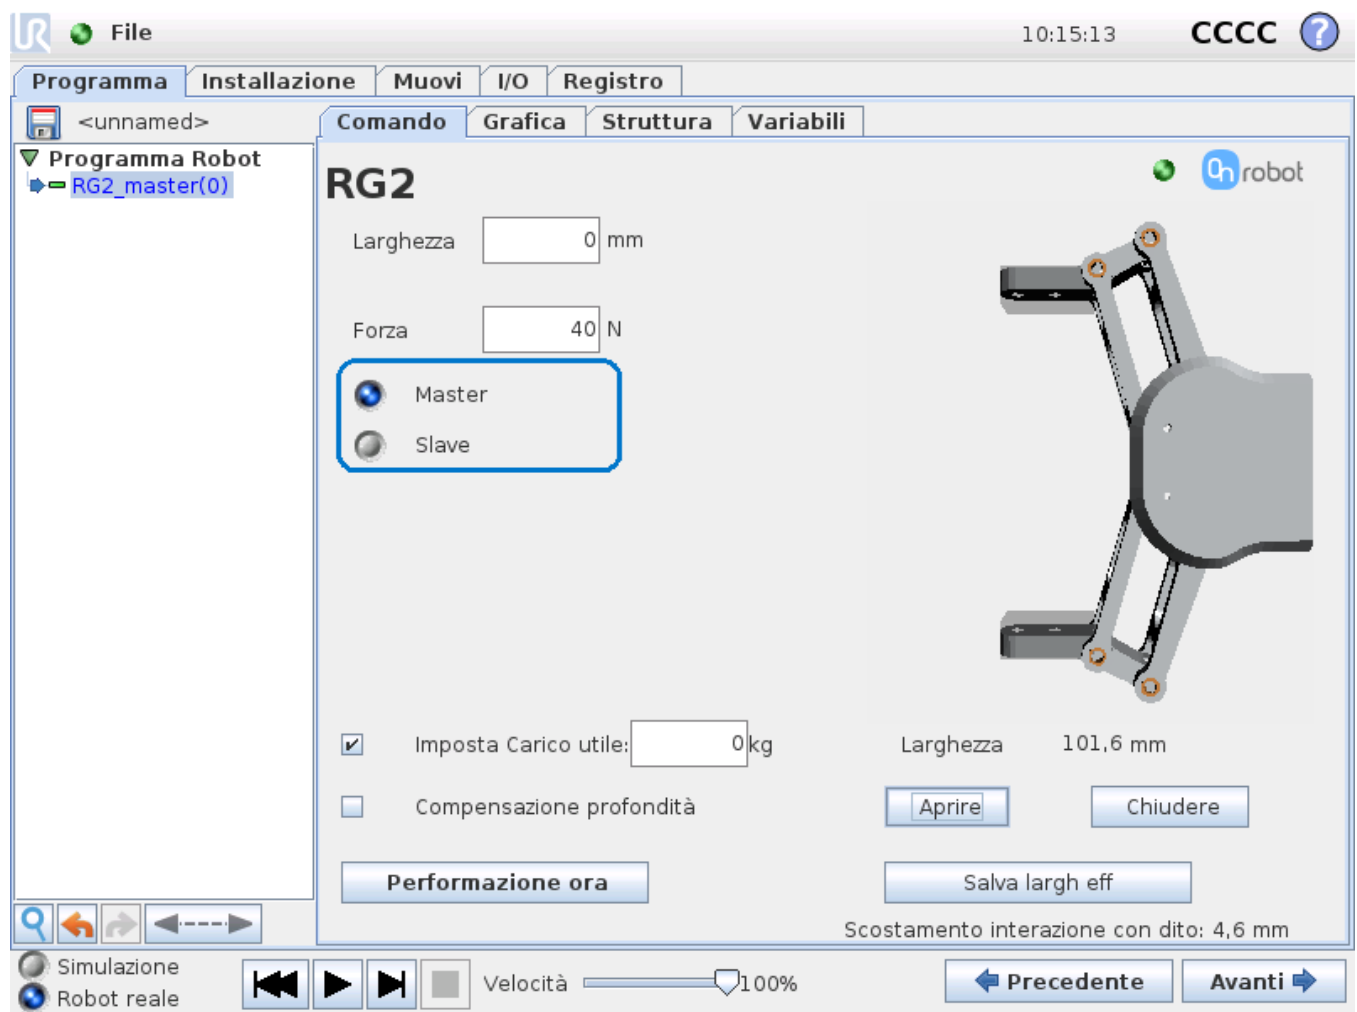 UR File 10:15:13 CCCC ?
Programma Installazione Muovi I/O Registro
<unnamed> Comando Grafica Struttura Variabili
Programma Robot
RG2_master(0)
RG2
On robot
Larghezza 0 mm
Forza 40 N
Master
Slave
Imposta Carico utile: 0 kg Larghezza 101,6 mm
Compensazione profondità Aprire Chiudere
Performazione ora Salva largh eff
Scostamento interazione con dito: 4,6 mm
Simulazione
Robot reale
Velocità 100% Precedente Avanti